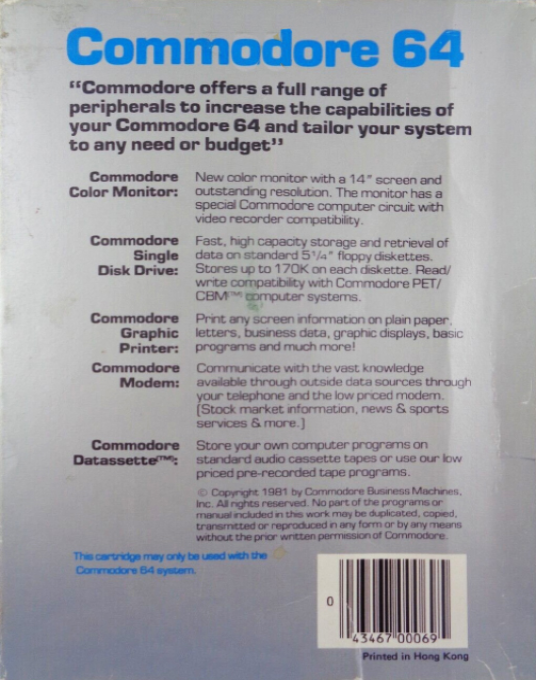 Commodore 64
“Commodore offers a full range of
peripherals to increase the capabilities of
your Commodore 64 and tailor your system
to any need or budget”
Commodore
Color Monitor:
New color monitor with a 14” screen and
outstanding resolution. The monitor has a
special Commodore computer circuit with
video recorder compatibility.
Commodore
Single
Disk Drive:
Fast, high capacity storage and retrieval of
data on standard 5¹/₄” floppy diskettes.
Stores up to 170K on each diskette. Read/
write compatibility with Commodore PET/
CBM™ computer systems.
Commodore
Graphic
Printer:
Print any screen information on plain paper,
letters, business data, graphic displays, basic
programs and much more!
Commodore
Modem:
Communicate with the vast knowledge
available through outside data sources through
your telephone and the low priced modem.
(Stock market information, news & sports
services & more.)
Commodore
Datassette™:
Store your own computer programs on
standard audio cassette tapes or use our low
priced pre-recorded tape programs.
© Copyright 1981 by Commodore Business Machines,
Inc. All rights reserved. No part of the programs or
manual included in this work may be duplicated, copied,
transmitted or reproduced in any form or by any means
without the prior written permission of Commodore.
This cartridge may only be used with the
Commodore 64 system.
0
43467 00069
Printed in Hong Kong